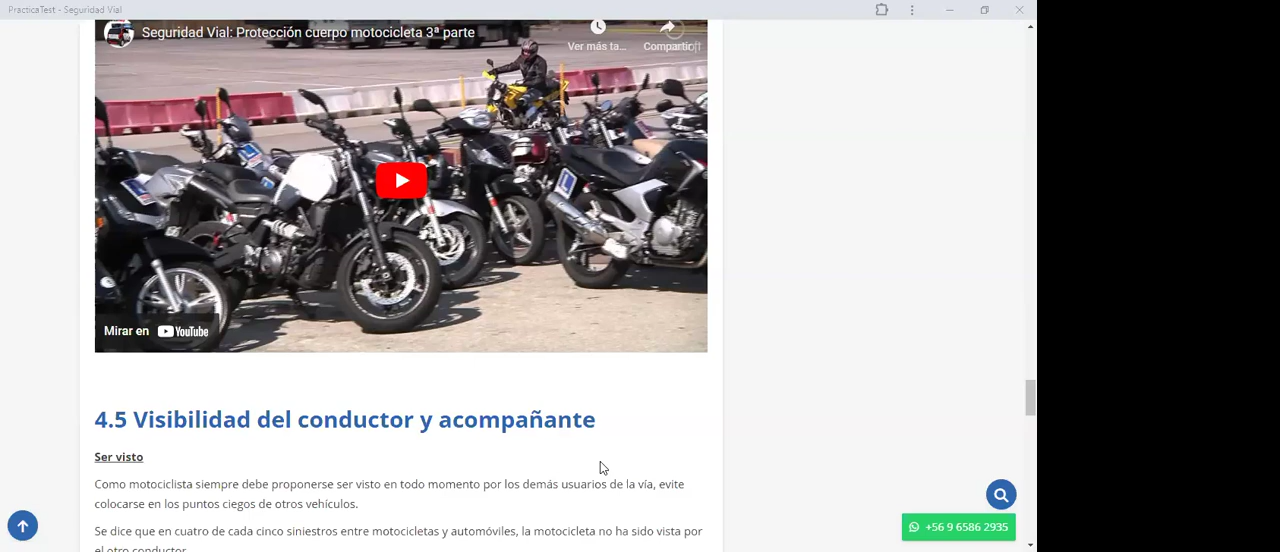 PracticaTest - Seguridad Vial
Seguridad Vial: Protección cuerpo motocicleta 3ª parte
Ver más ta...
Compartir
L
L
Mirar en YouTube
4.5 Visibilidad del conductor y acompañante
Ser visto
Como motociclista siempre debe proponerse ser visto en todo momento por los demás usuarios de la vía, evite
colocarse en los puntos ciegos de otros vehículos.
Se dice que en cuatro de cada cinco siniestros entre motocicletas y automóviles, la motocicleta no ha sido vista por
el otro conductor.
+56 9 6586 2935